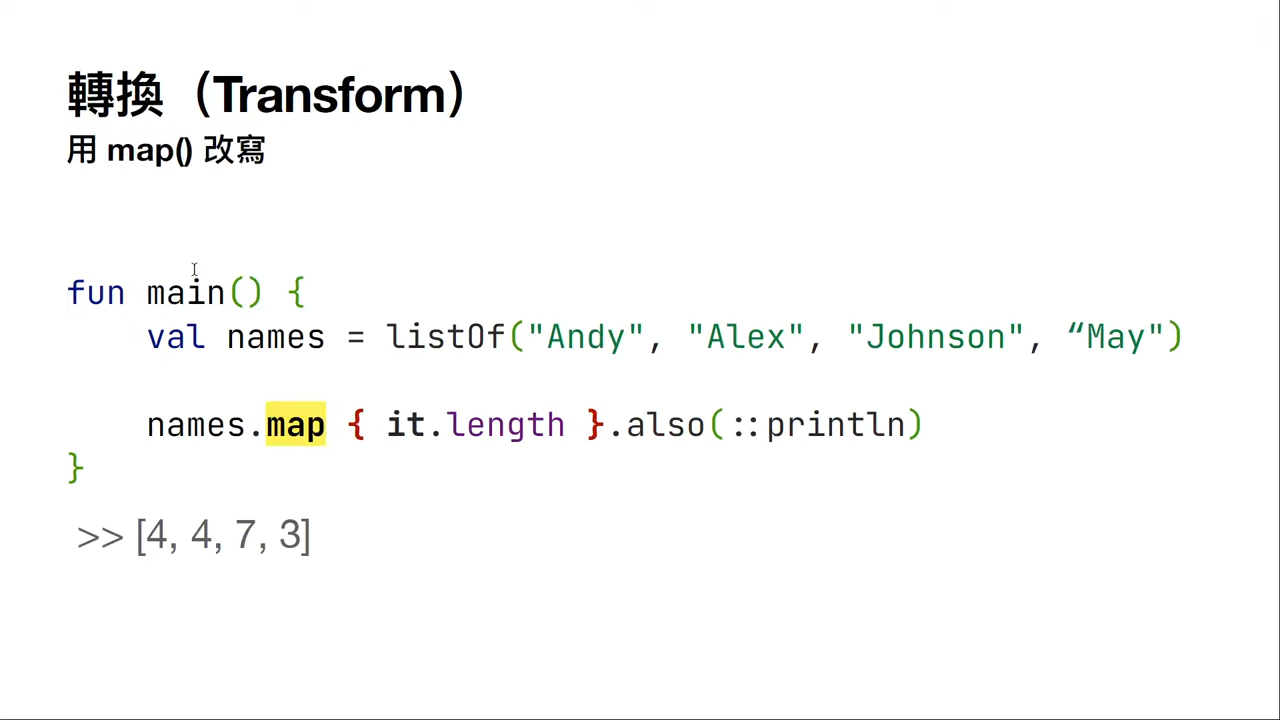 轉換（Transform）
用 map() 改寫
fun main() {
val names = listOf("Andy", "Alex", "Johnson", “May")
names.map { it.length }.also(::println)
}
>> [4, 4, 7, 3]